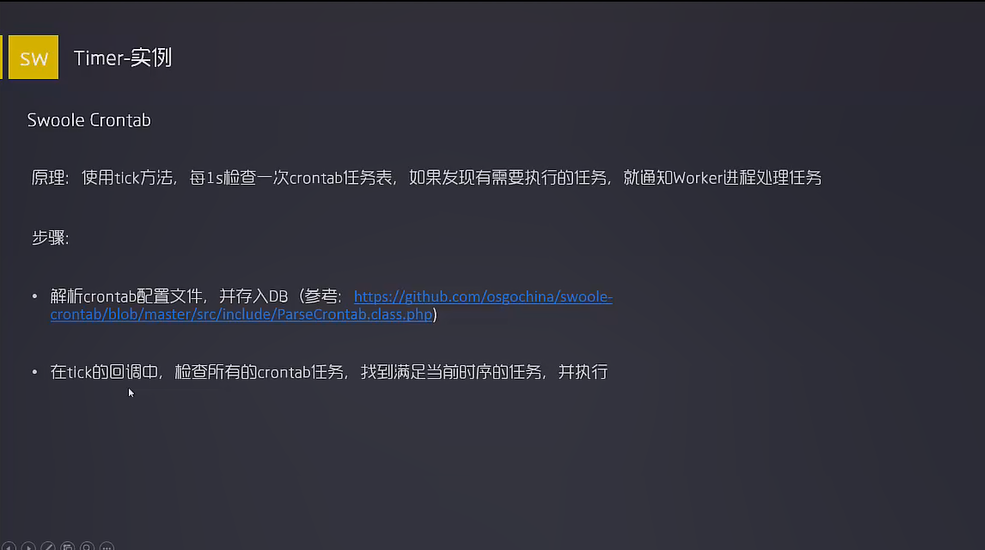 SW
Timer-实例
Swoole Crontab
原理：使用tick方法，每1s检查一次crontab任务表，如果发现有需要执行的任务，就通知Worker进程处理任务
步骤：
• 解析crontab配置文件，并存入DB（参考：https://github.com/osgochina/swoole-
crontab/blob/master/src/include/ParseCrontab.class.php)
• 在tick的回调中，检查所有的crontab任务，找到满足当前时序的任务，并执行